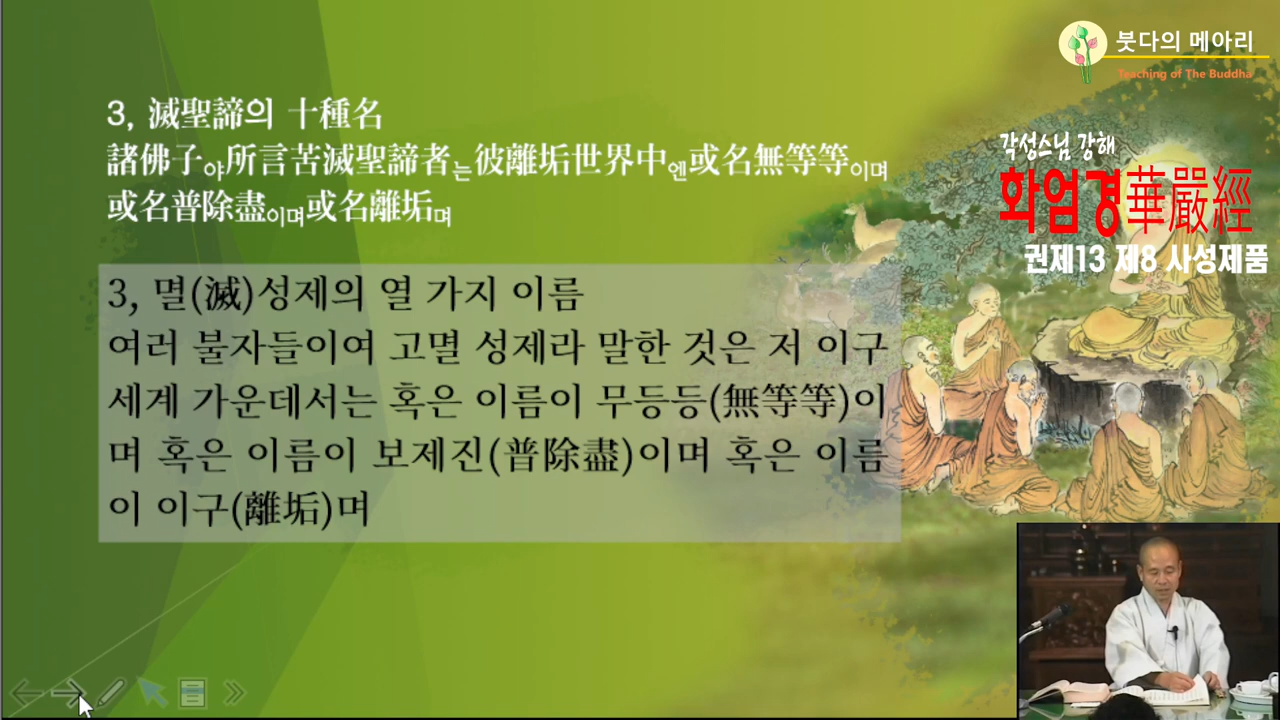 붓다의 메아리
Teaching of The Buddha
각성스님 강해
화엄경華嚴經
권제13 제8 사성제품
3, 滅聖諦의 十種名
諸佛子야所言苦滅聖諦者는彼離垢世界中엔或名無等等이며
或名普除盡이며或名離垢며
3, 멸(滅)성제의 열 가지 이름
여러 불자들이여 고멸 성제라 말한 것은 저 이구
세계 가운데서는 혹은 이름이 무등등(無等等)이
며 혹은 이름이 보제진(普除盡)이며 혹은 이름
이 이구(離垢)며